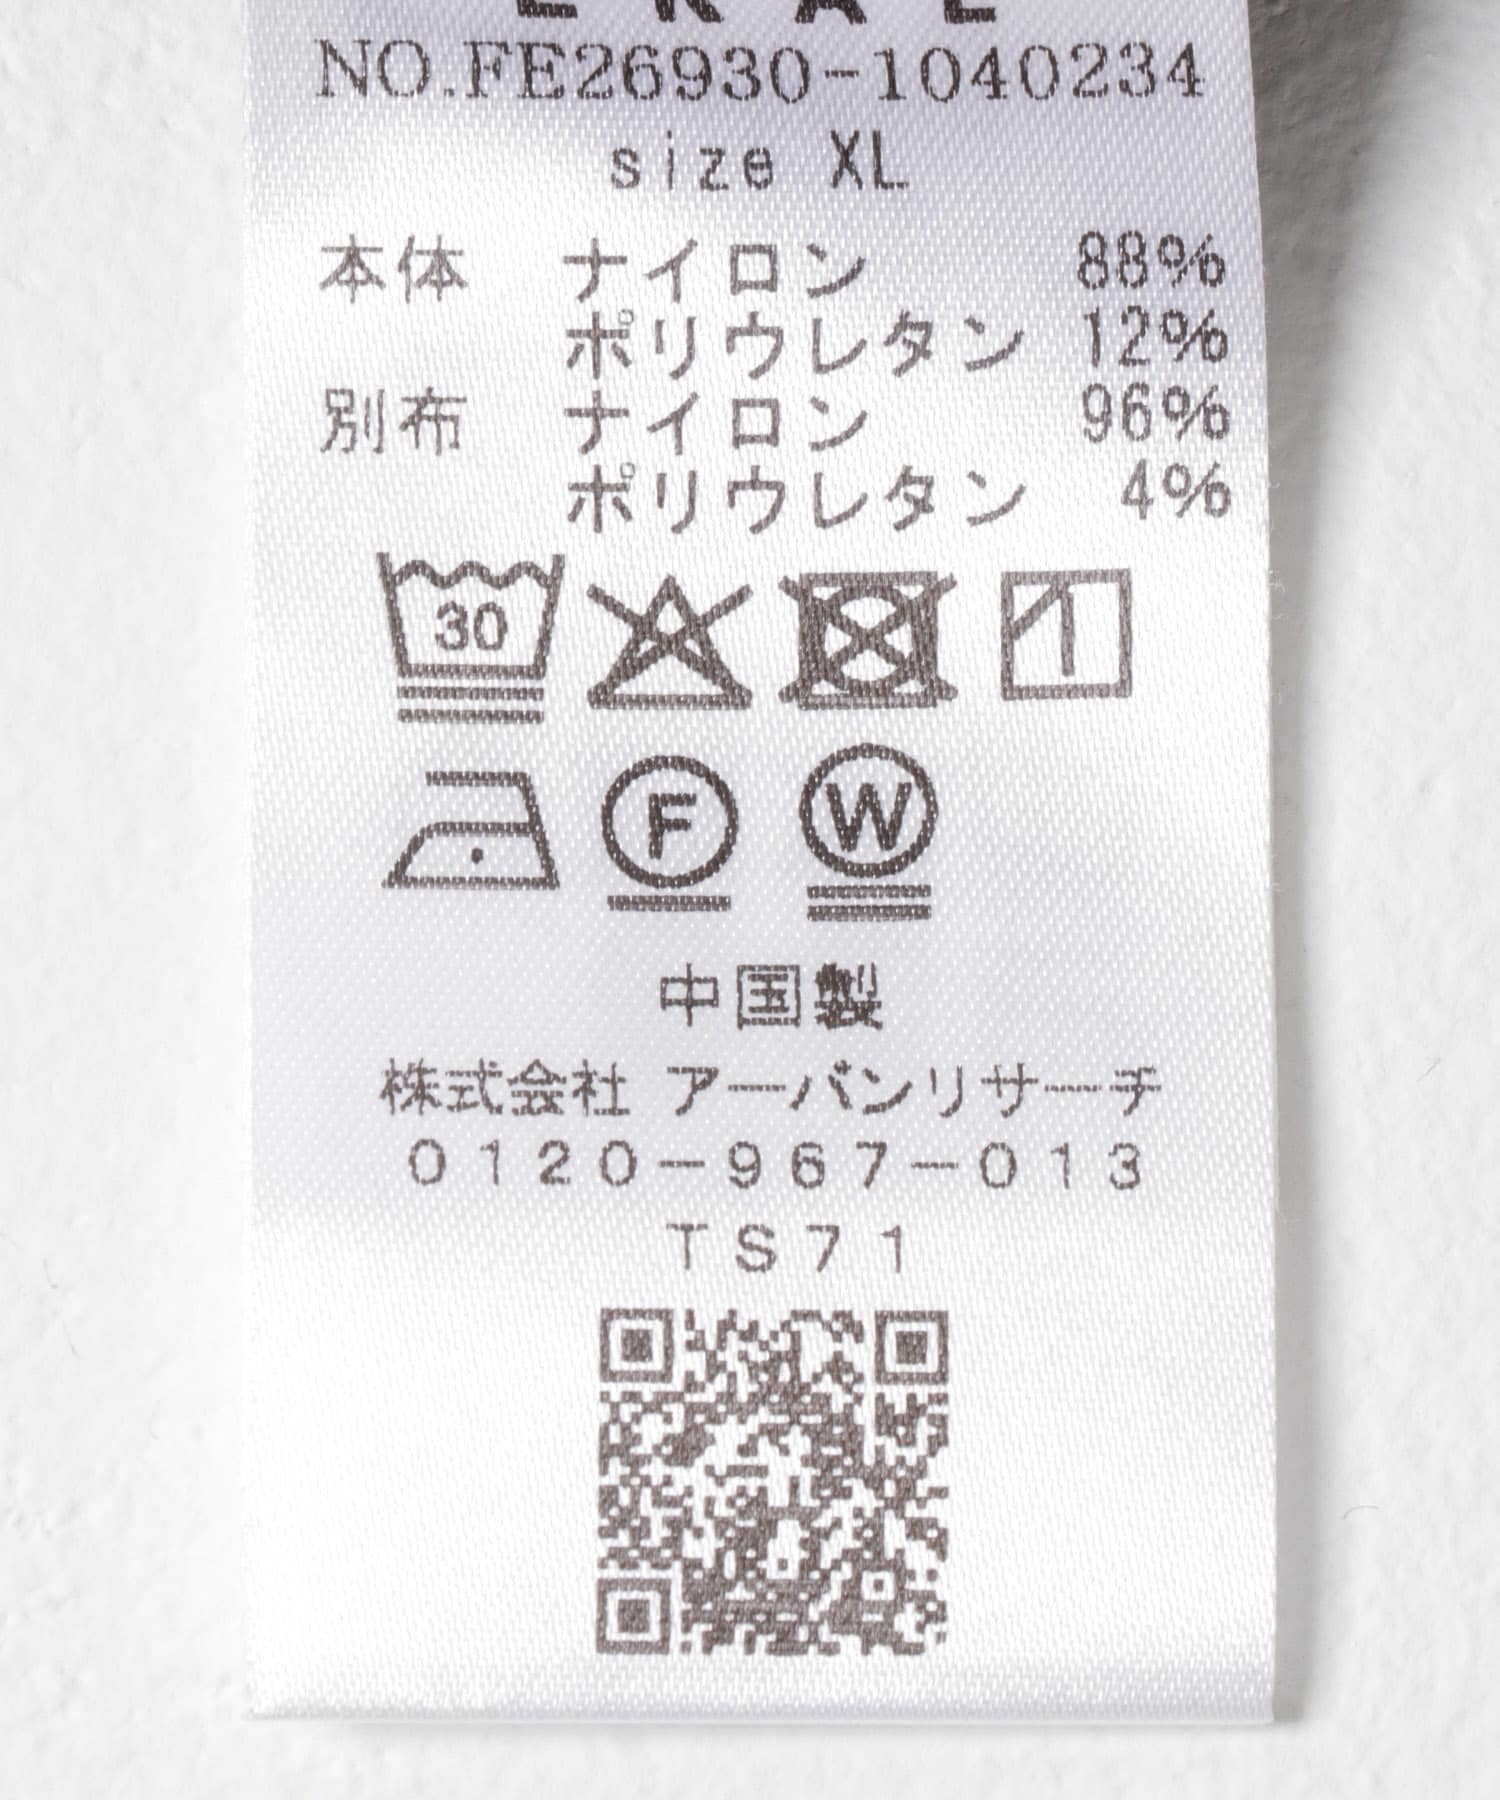 NO.FE26930-1040234
size XL
本体 ナイロン 88%
ポリウレタン 12%
別布 ナイロン 96%
ポリウレタン 4%
30
F W
中国製
株式会社 アーバンリサーチ
0120-967-013
TS71